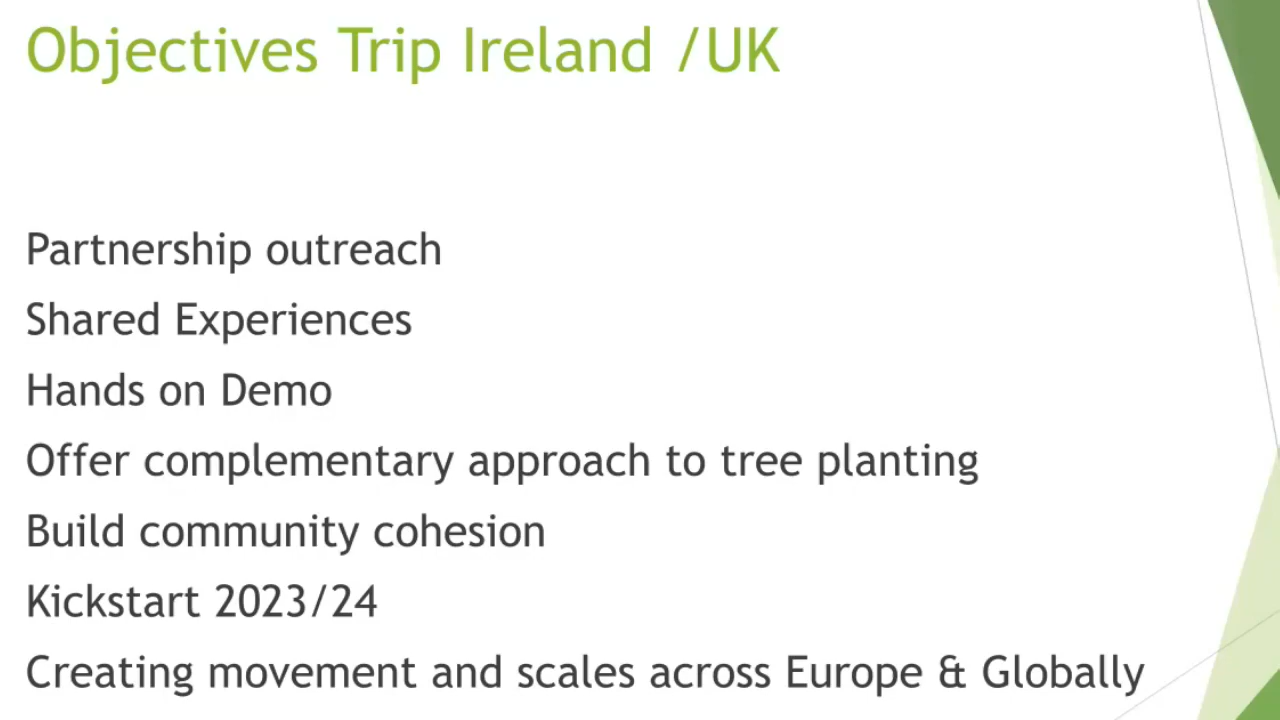 Objectives Trip Ireland /UK
Partnership outreach
Shared Experiences
Hands on Demo
Offer complementary approach to tree planting
Build community cohesion
Kickstart 2023/24
Creating movement and scales across Europe & Globally